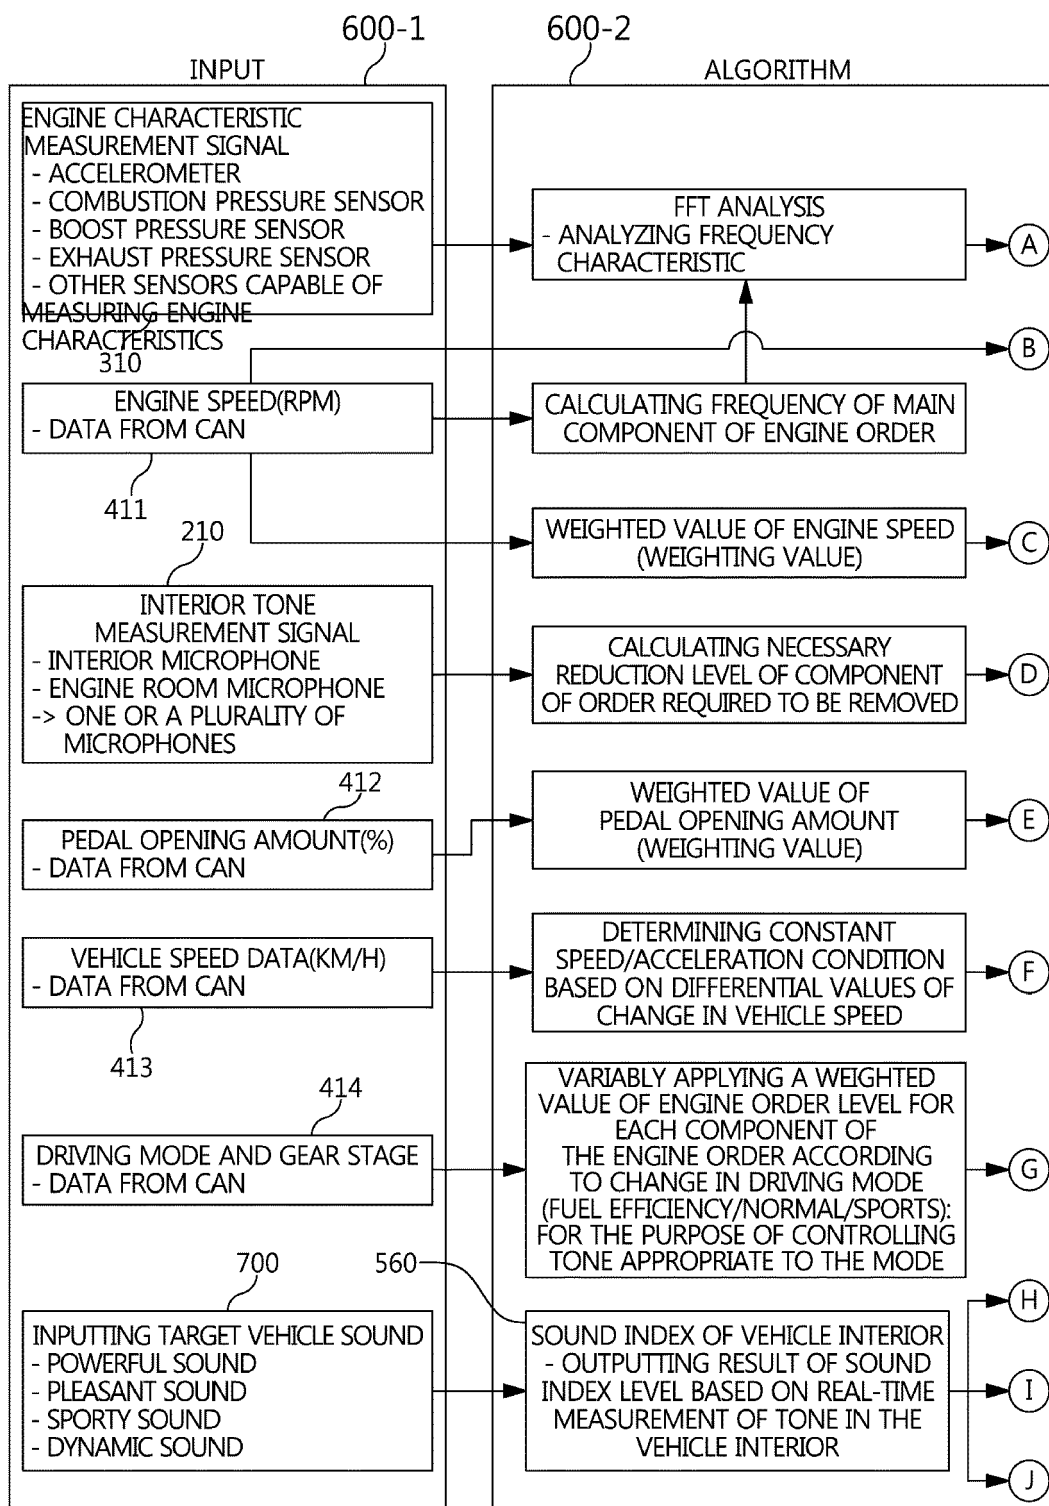 600-1
600-2
INPUT
ALGORITHM
ENGINE CHARACTERISTIC
MEASUREMENT SIGNAL
- ACCELEROMETER
- COMBUSTION PRESSURE SENSOR
- BOOST PRESSURE SENSOR
- EXHAUST PRESSURE SENSOR
- OTHER SENSORS CAPABLE OF
MEASURING ENGINE
CHARACTERISTICS
310
FFT ANALYSIS
- ANALYZING FREQUENCY
CHARACTERISTIC
A
B
ENGINE SPEED(RPM)
- DATA FROM CAN
411
CALCULATING FREQUENCY OF MAIN
COMPONENT OF ENGINE ORDER
WEIGHTED VALUE OF ENGINE SPEED
(WEIGHTING VALUE)
C
210
INTERIOR TONE
MEASUREMENT SIGNAL
- INTERIOR MICROPHONE
- ENGINE ROOM MICROPHONE
-> ONE OR A PLURALITY OF
MICROPHONES
CALCULATING NECESSARY
REDUCTION LEVEL OF COMPONENT
OF ORDER REQUIRED TO BE REMOVED
D
412
PEDAL OPENING AMOUNT(%)
- DATA FROM CAN
WEIGHTED VALUE OF
PEDAL OPENING AMOUNT
(WEIGHTING VALUE)
E
VEHICLE SPEED DATA(KM/H)
- DATA FROM CAN
413
DETERMINING CONSTANT
SPEED/ACCELERATION CONDITION
BASED ON DIFFERENTIAL VALUES OF
CHANGE IN VEHICLE SPEED
F
414
DRIVING MODE AND GEAR STAGE
- DATA FROM CAN
VARIABLY APPLYING A WEIGHTED
VALUE OF ENGINE ORDER LEVEL FOR
EACH COMPONENT OF
THE ENGINE ORDER ACCORDING
TO CHANGE IN DRIVING MODE
(FUEL EFFICIENCY/NORMAL/SPORTS):
FOR THE PURPOSE OF CONTROLLING
TONE APPROPRIATE TO THE MODE
G
700
INPUTTING TARGET VEHICLE SOUND
- POWERFUL SOUND
- PLEASANT SOUND
- SPORTY SOUND
- DYNAMIC SOUND
560
SOUND INDEX OF VEHICLE INTERIOR
- OUTPUTTING RESULT OF SOUND
INDEX LEVEL BASED ON REAL-TIME
MEASUREMENT OF TONE IN THE
VEHICLE INTERIOR
H
I
J